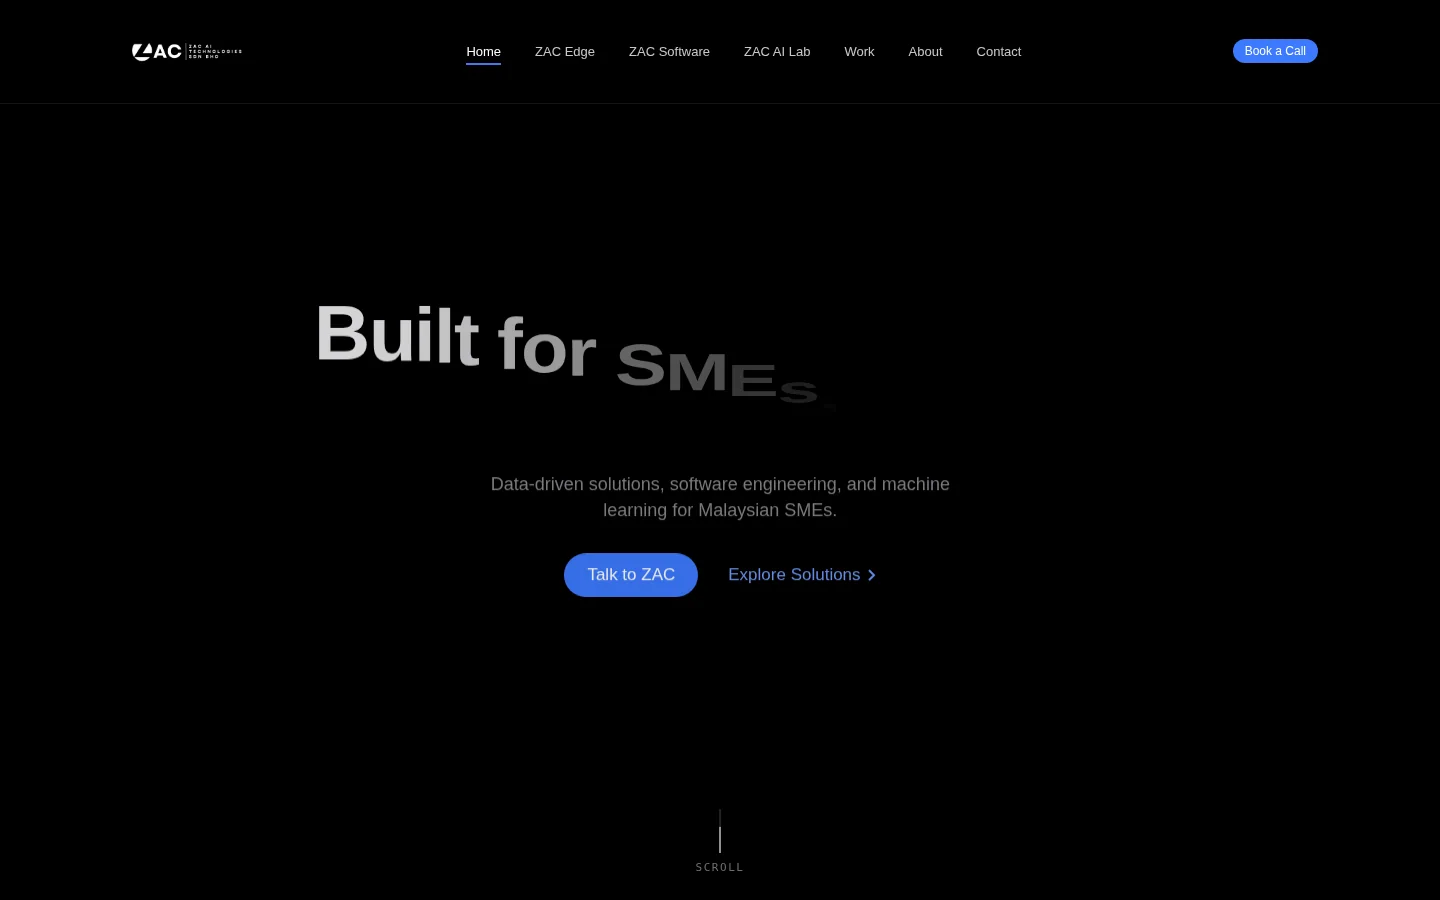 ZAC
ZAC AI
TECHNOLOGIES
SDN BHD
Home
ZAC Edge
ZAC Software
ZAC AI Lab
Work
About
Contact
Book a Call
Built for SMEs
Data-driven solutions, software engineering, and machine
learning for Malaysian SMEs.
Talk to ZAC
Explore Solutions
SCROLL